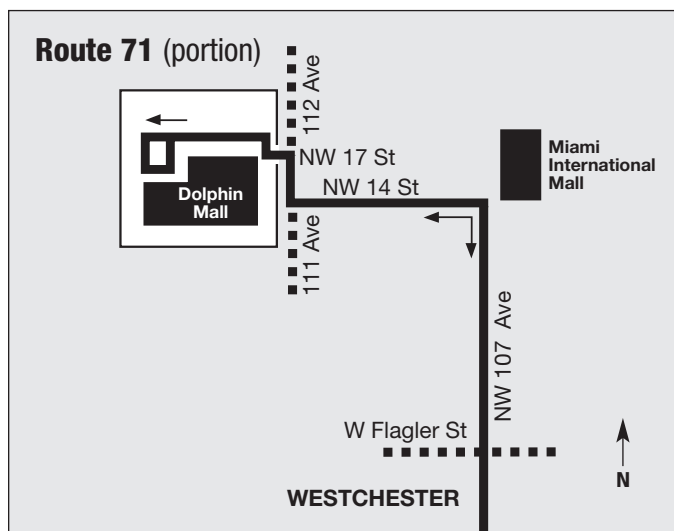 Route 71 (portion)
112 Ave
NW 17 St
Miami
International
Mall
NW 14 St
Dolphin
Mall
111 Ave
NW 107 Ave
W Flagler St
N
WESTCHESTER